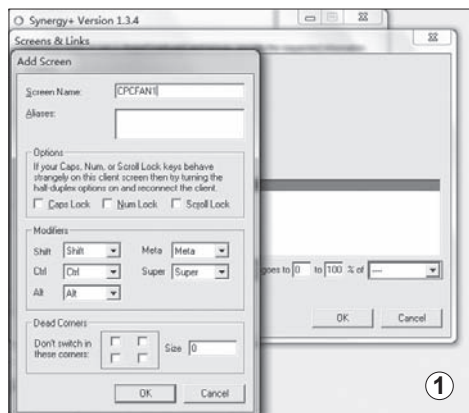 Synergy+ Version 1.3.4
Screens & Links
Add Screen
Screen Name: CPCFAN1
Aliases:
Options
If your Caps, Num, or Scroll Lock keys behave
strangely on this client screen then try turning the
half-duplex options on and reconnect the client.
Caps Lock Num Lock Scroll Lock
Modifiers
Shift Shift Meta Meta
Ctrl Ctrl Super Super
Alt Alt
goes to 0 to 100 % of ----
OK Cancel
Dead Corners
Don't switch in
these corners:
Size 0
OK Cancel
1